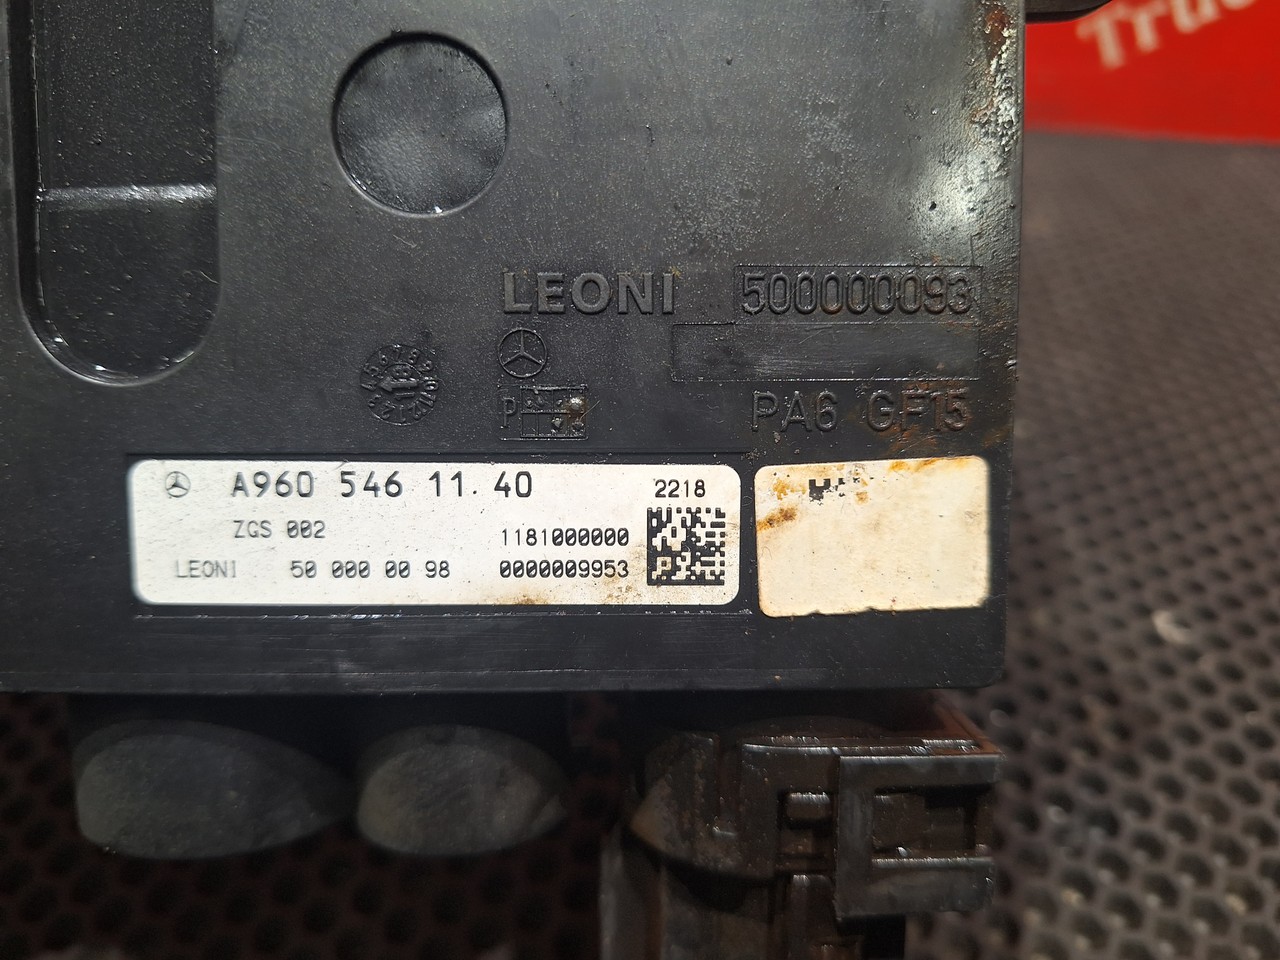 LEONI 500000093
PA6 GF15
A960 546 11.40
2218
ZGS 002
1181000000
LEONI 50 000 00 98
0000009953